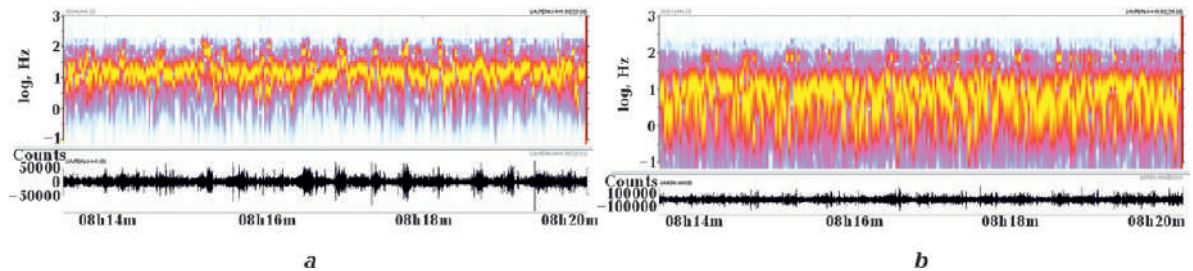 3
2
1
0
−1
log, Hz
Counts
50000
0
−50000
08h14m
08h16m
08h18m
08h20m
a
3
2
1
0
−1
log, Hz
Counts
100000
−100000
08h14m
08h16m
08h18m
08h20m
b